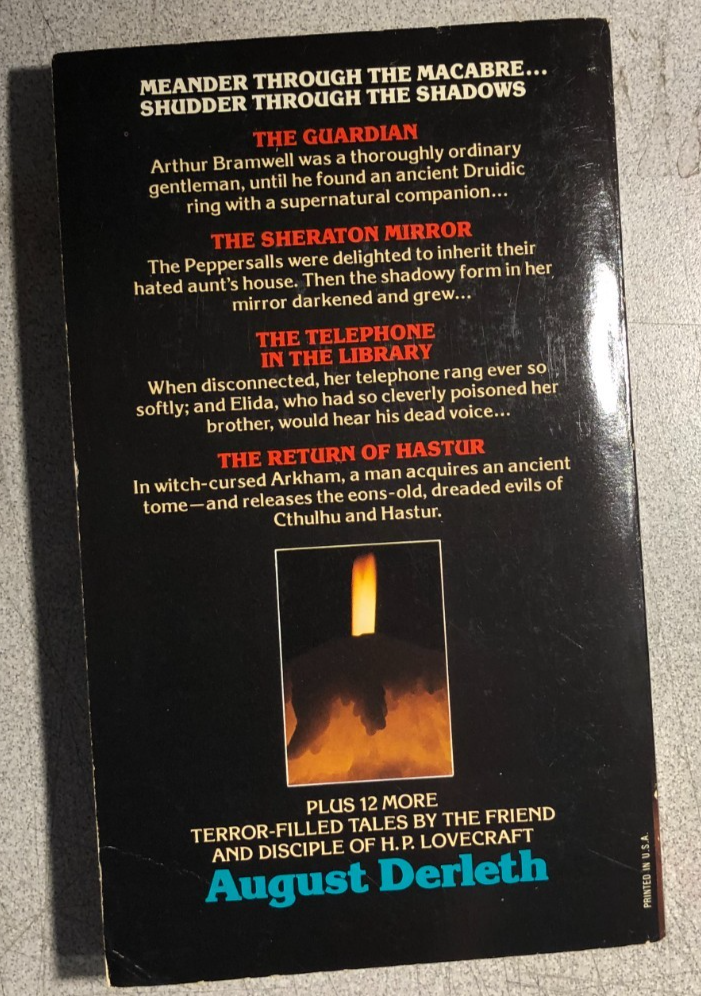 MEANDER THROUGH THE MACABRE...
SHUDDER THROUGH THE SHADOWS
THE GUARDIAN
Arthur Bramwell was a thoroughly ordinary
gentleman, until he found an ancient Druidic
ring with a supernatural companion...
THE SHERATON MIRROR
The Peppersalls were delighted to inherit their
hated aunt's house. Then the shadowy form in her
mirror darkened and grew...
THE TELEPHONE
IN THE LIBRARY
When disconnected, her telephone rang ever so
softly; and Elida, who had so cleverly poisoned her
brother, would hear his dead voice...
THE RETURN OF HASTUR
In witch-cursed Arkham, a man acquires an ancient
tome—and releases the eons-old, dreaded evils of
Cthulhu and Hastur.
PLUS 12 MORE
TERROR-FILLED TALES BY THE FRIEND
AND DISCIPLE OF H.P. LOVECRAFT
August Derleth
PRINTED IN U.S.A.